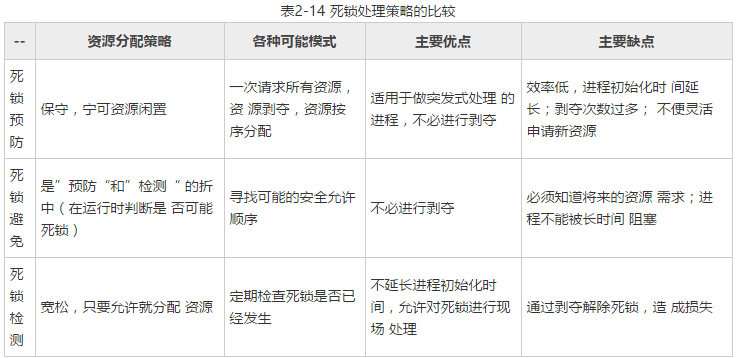 表2-14 死锁处理策略的比较
--
资源分配策略
各种可能模式
主要优点
主要缺点
死
锁
预
防
保守，宁可资源闲置
一次请求所有资源，
资 源剥夺，资源按
序分配
适用于做突发式处理 的
进程，不必进行剥夺
效率低，进程初始化时 间延
长；剥夺次数过多； 不便灵活
申请新资源
死
锁
避
免
是”预防“和”检测“ 的折
中（在运行时判断是 否可能
死锁）
寻找可能的安全允许
顺序
不必进行剥夺
必须知道将来的资源 需求；进
程不能被长时间 阻塞
死
锁
检
测
宽松，只要允许就分配 资源
定期检查死锁是否已
经发生
不延长进程初始化时
间，允许对死锁进行现
场 处理
通过剥夺解除死锁，造 成损失